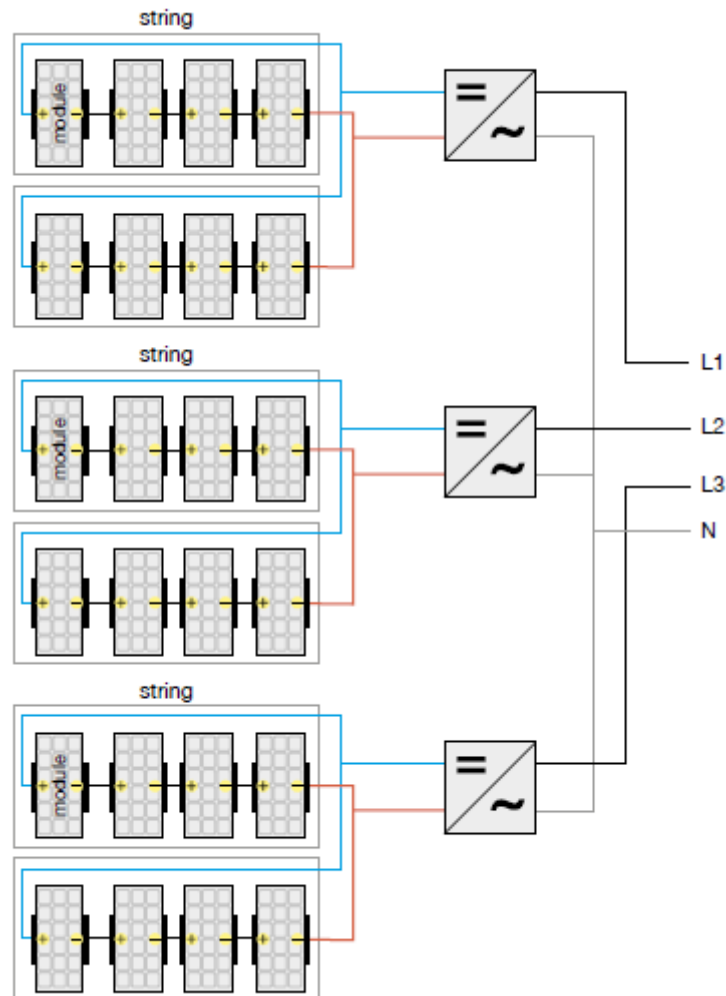 string
module
L1
string
module
L2
L3
N
string
module